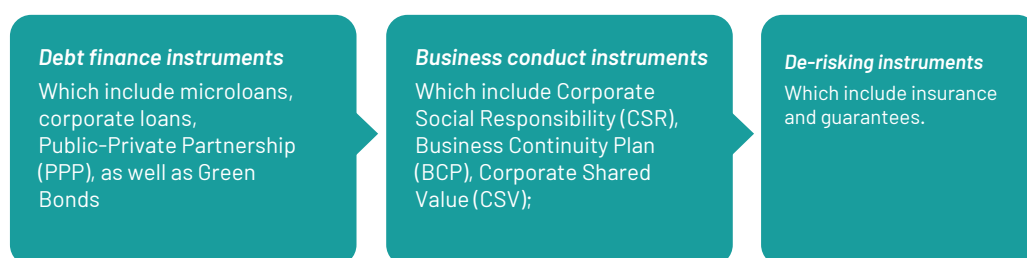 Debt finance instruments
Which include microloans,
corporate loans,
Public-Private Partnership
(PPP), as well as Green
Bonds
Business conduct instruments
Which include Corporate
Social Responsibility (CSR),
Business Continuity Plan
(BCP), Corporate Shared
Value (CSV);
De-risking instruments
Which include insurance
and guarantees.